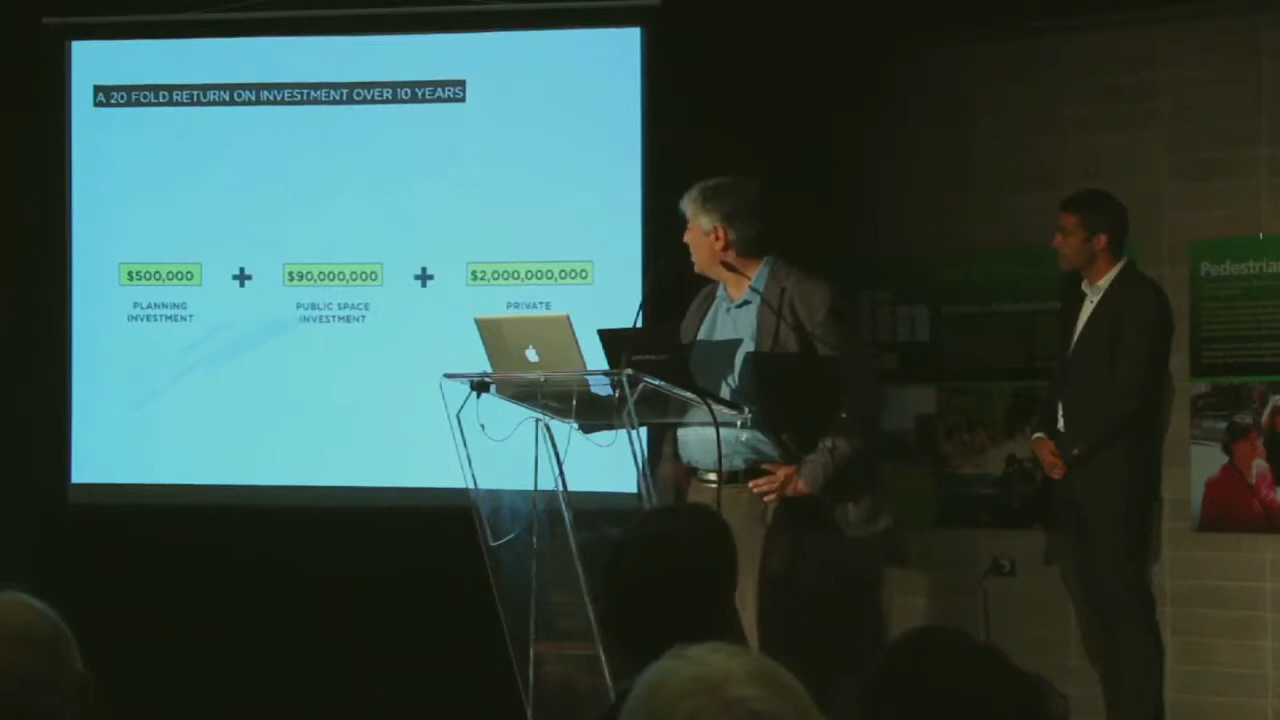 A 20 FOLD RETURN ON INVESTMENT OVER 10 YEARS
$500,000 + $90,000,000 + $2,000,000,000
PLANNING PUBLIC SPACE PRIVATE
INVESTMENT INVESTMENT
Pedestrian